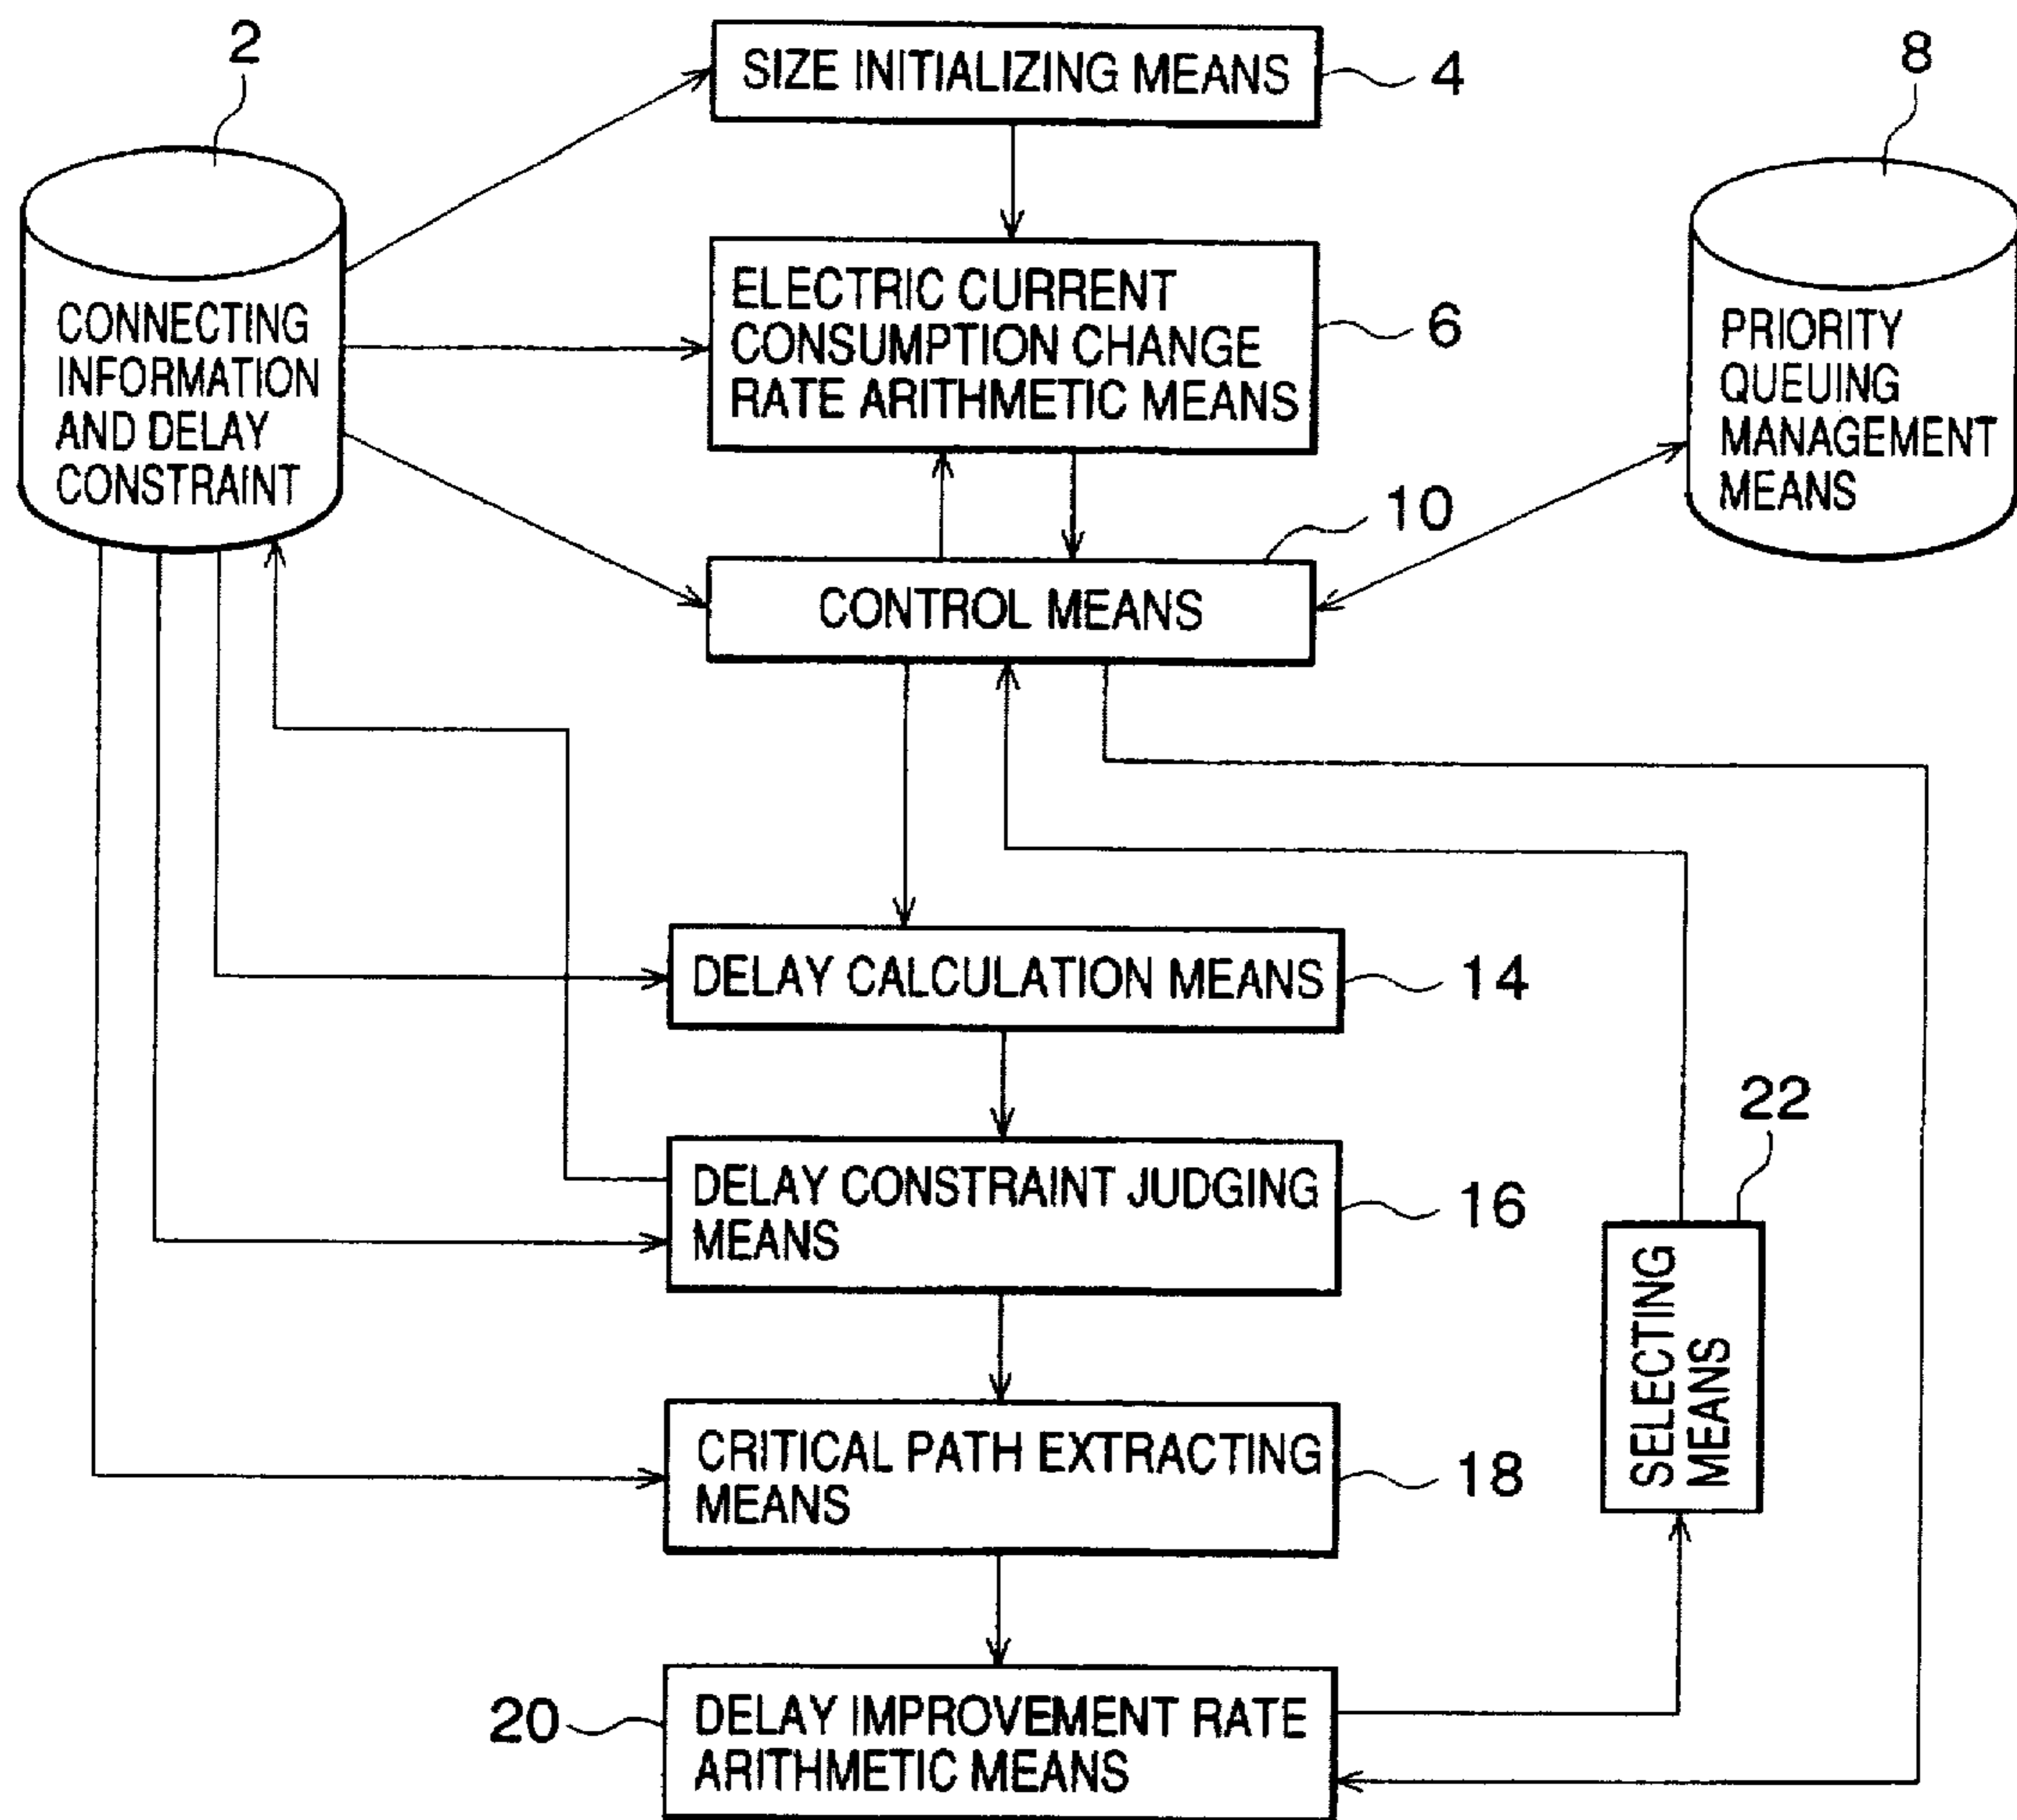 2
SIZE INITIALIZING MEANS
4
8
CONNECTING
INFORMATION
AND DELAY
CONSTRAINT
ELECTRIC CURRENT
CONSUMPTION CHANGE
RATE ARITHMETIC MEANS
6
PRIORITY
QUEUING
MANAGEMENT
MEANS
10
CONTROL MEANS
DELAY CALCULATION MEANS
14
DELAY CONSTRAINT JUDGING
MEANS
16
22
SELECTING
MEANS
CRITICAL PATH EXTRACTING
MEANS
18
20
DELAY IMPROVEMENT RATE
ARITHMETIC MEANS